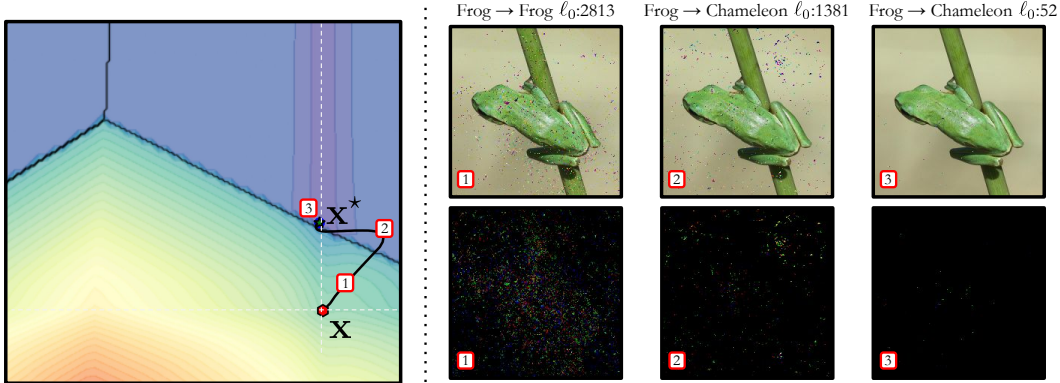 Frog → Frog ℓ₀:2813
Frog → Chameleon ℓ₀:1381
Frog → Chameleon ℓ₀:52
3
x⋆
2
1
x
1
2
3
1
2
3